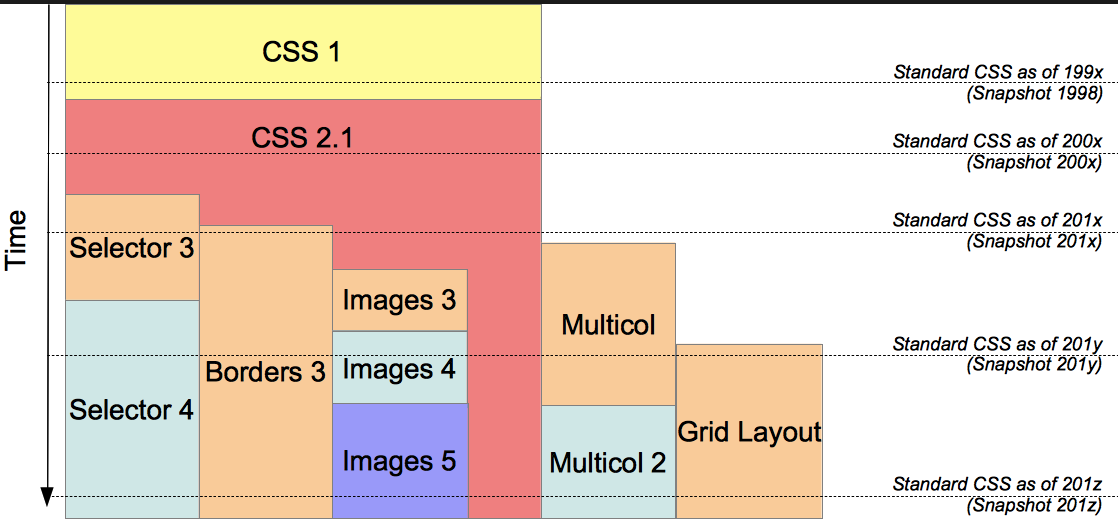 CSS 1
Standard CSS as of 199x
(Snapshot 1998)
CSS 2.1
Standard CSS as of 200x
(Snapshot 200x)
Time
Selector 3
Standard CSS as of 201x
(Snapshot 201x)
Images 3
Multicol
Standard CSS as of 201y
(Snapshot 201y)
Borders 3
Images 4
Selector 4
Grid Layout
Images 5
Multicol 2
Standard CSS as of 201z
(Snapshot 201z)